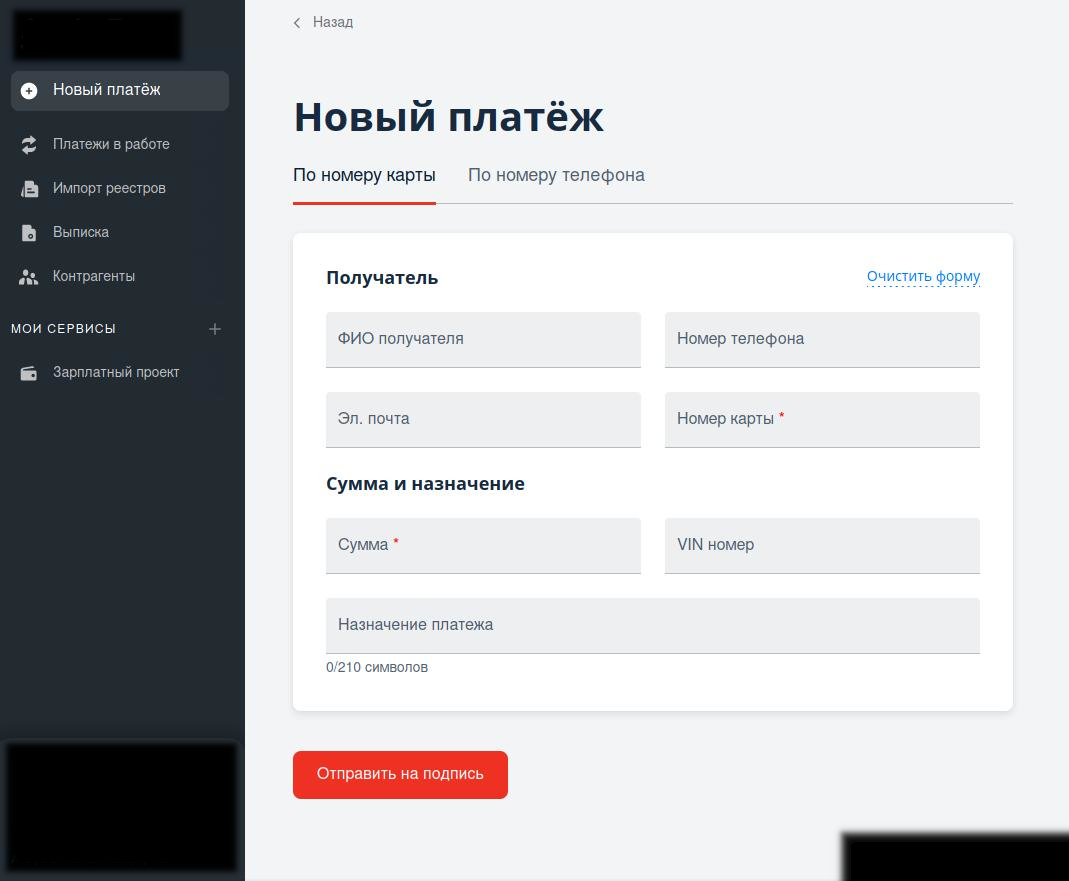 Новый платёж
Платежи в работе
Импорт реестров
Выписка
Контрагенты
МОИ СЕРВИСЫ
Зарплатный проект
Назад
Новый платёж
По номеру карты
По номеру телефона
Получатель
Очистить форму
ФИО получателя
Номер телефона
Эл. почта
Номер карты *
Сумма и назначение
Сумма *
VIN номер
Назначение платежа
0/210 символов
Отправить на подпись